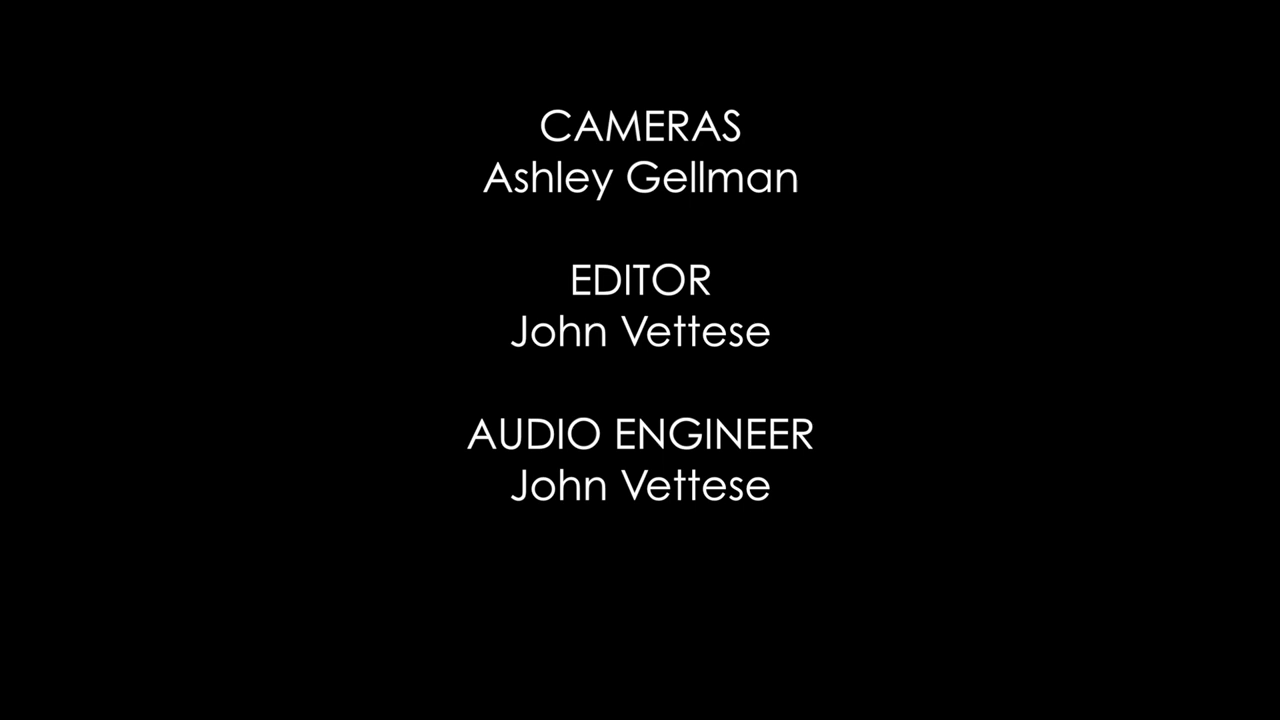 CAMERAS
Ashley Gellman
EDITOR
John Vettese
AUDIO ENGINEER
John Vettese